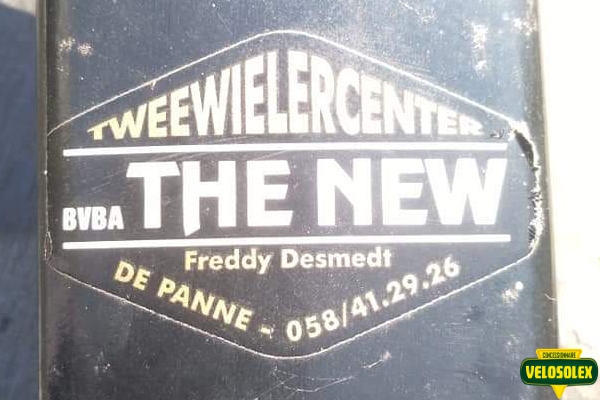 TWEEWIELERCENTER
BVBA THE NEW
Freddy Desmedt
DE PANNE - 058/41.29.26
CONCESSIONNAIRE
VELOSOLEX